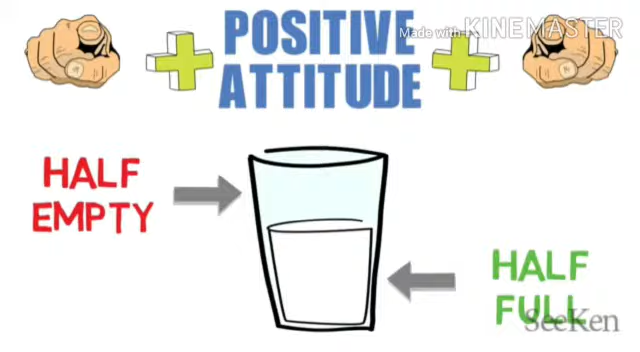 Made with KINEMASTER
POSITIVE
ATTITUDE
HALF
EMPTY
HALF
FULL
SeeKen